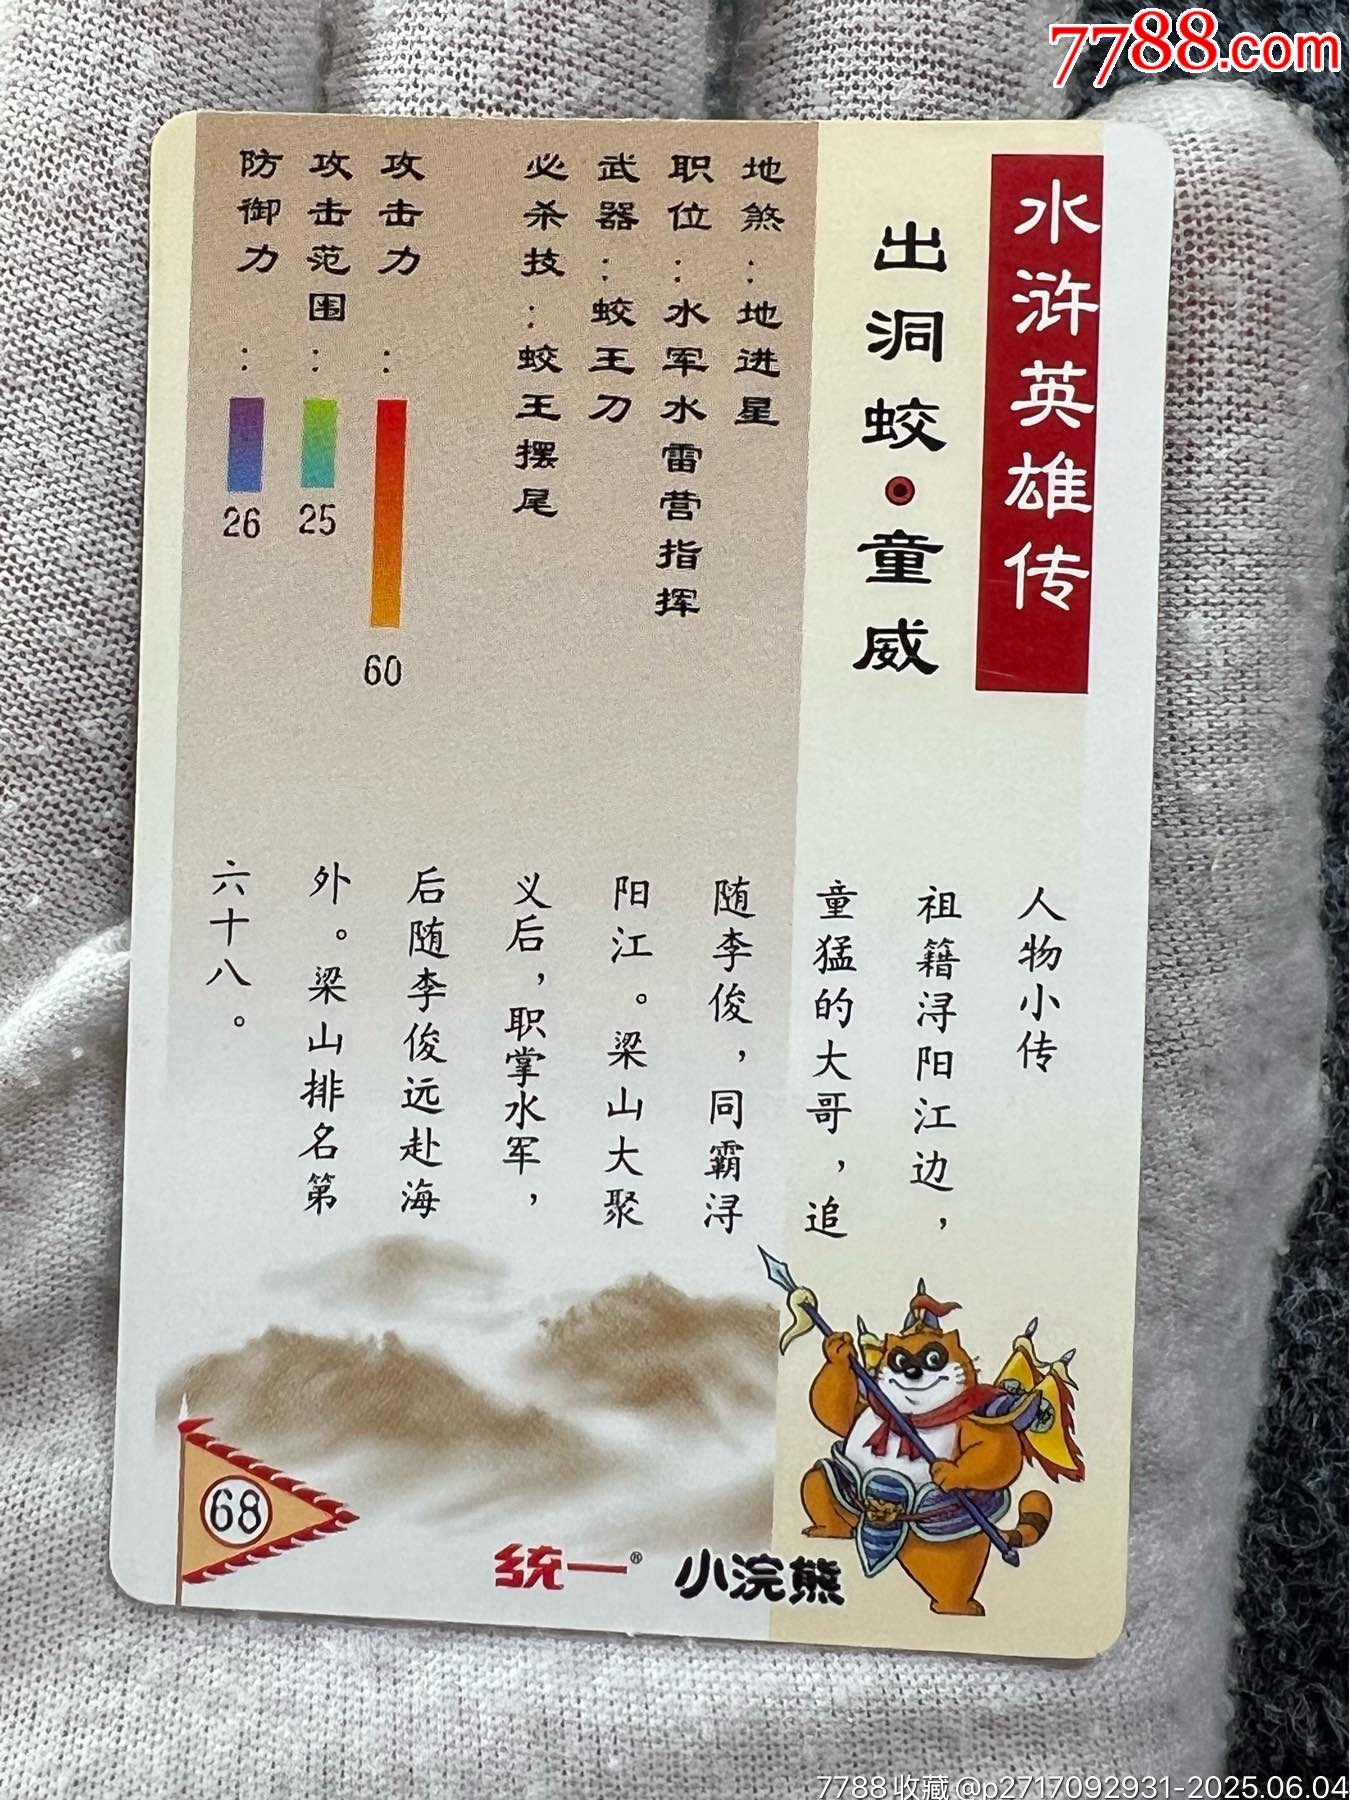 7788.com
水浒英雄传
出洞蛟·童威
地煞：地进星
职位：水军水雷营指挥
武器：蛟王刀
必杀技：蛟王摆尾
攻击力：
60
攻击范围：
25
防御力：
26
人物小传
祖籍浔阳江边，
童猛的大哥，追
随李俊，同霸浔
阳江。梁山大聚
义后，职掌水军，
后随李俊远赴海
外。梁山排名第
六十八。
68
统一®
小浣熊
7788收藏@p2717092931-2025.06.04